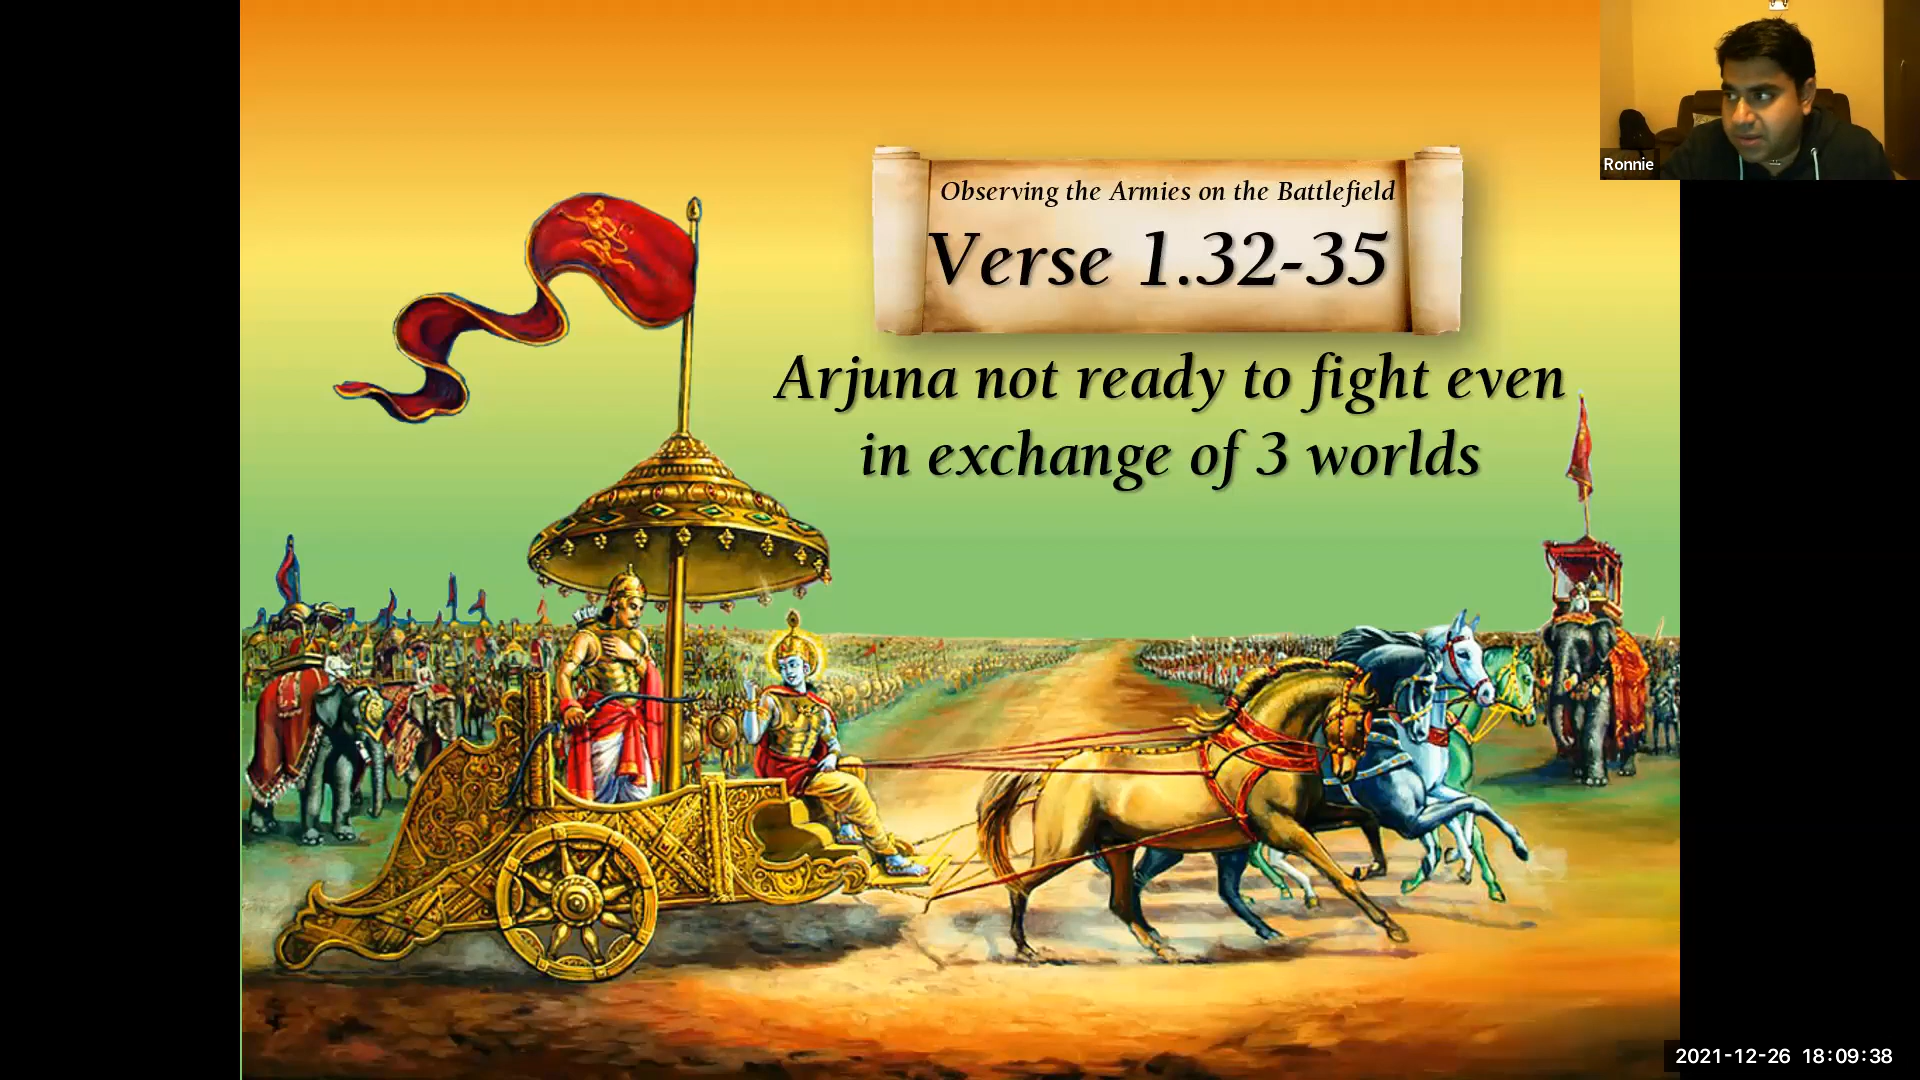 Observing the Armies on the Battlefield
Verse 1.32-35
Arjuna not ready to fight even
in exchange of 3 worlds
Ronnie
2021-12-26 18:09:38